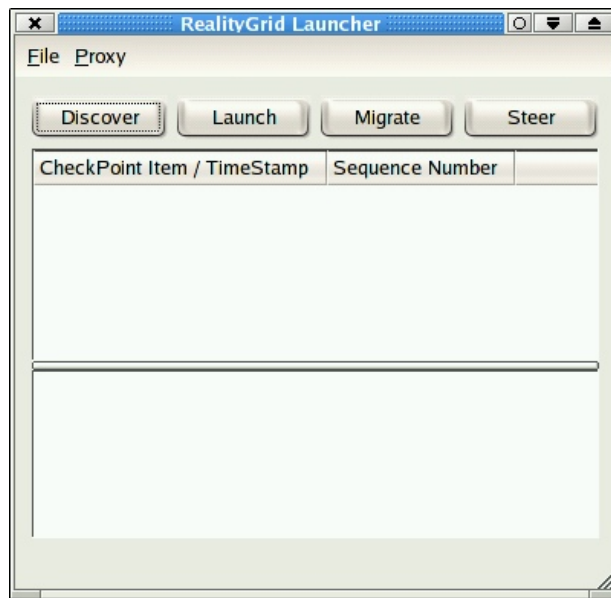 RealityGrid Launcher
File Proxy
Discover Launch Migrate Steer
CheckPoint Item / TimeStamp Sequence Number